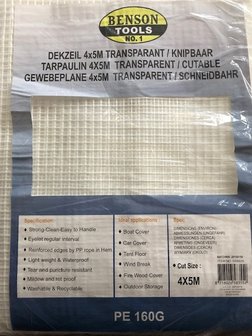 BENSON
TOOLS
NO. 1
DEKZEIL 4x5M TRANSPARANT / KNIPBAAR
TARPAULIN 4X5M TRANSPARENT / CUTABLE
GEWEBEPLANE 4x5M TRANSPARENT / SCHNEIDBAHR
Specification
Strong-Clean-Easy to Handle
Eyelet regular interval
Reinforced edges by PP rope in Hem
Light weight & Waterproof
Tear and puncture resistant
Mildew and rot proof
Washable & Recyclable
Ideal applications
Boat Cover
Car Cover
Tent Floor
Wind Break
Fire Wood Cover
Outdoor Storage
Cut Size :
4X5M
PE 160G